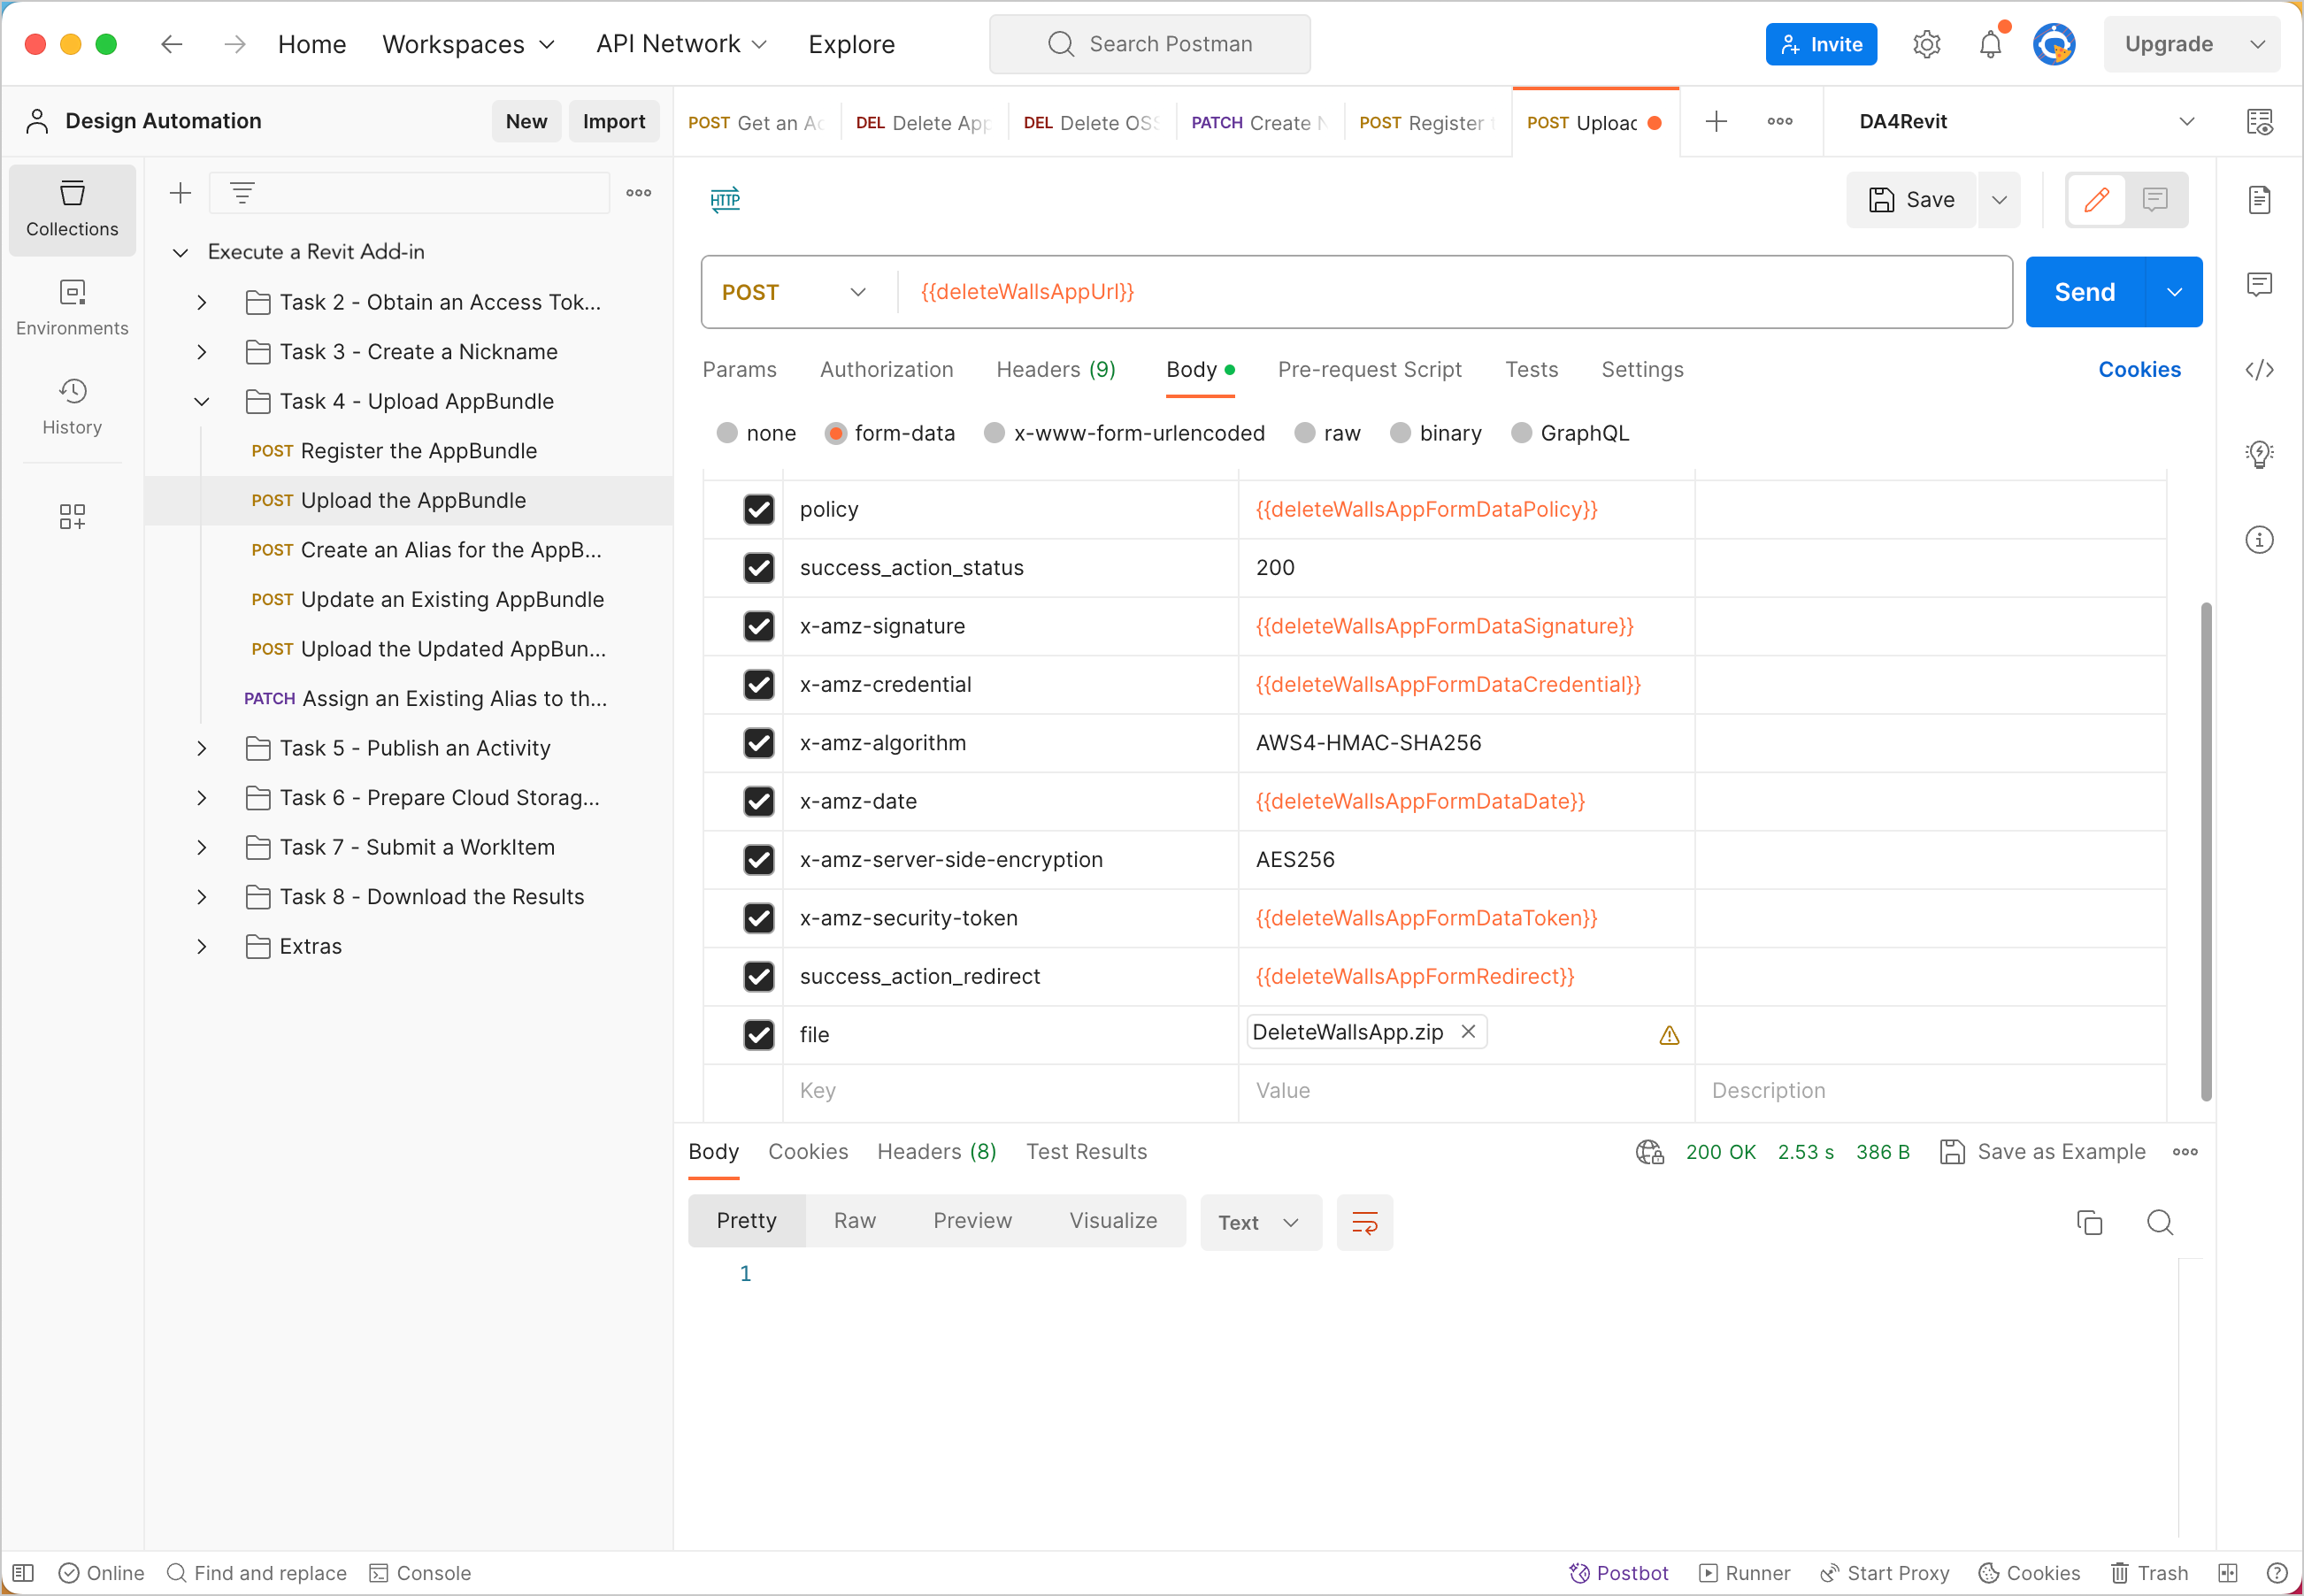 Home Workspaces API Network Explore Search Postman Invite Upgrade
Design Automation New Import
POST Get an Ac DEL Delete App DEL Delete OSS PATCH Create N POST Register t POST Upload DA4Revit
Collections
Environments
History
Execute a Revit Add-in
Task 2 - Obtain an Access Tok...
Task 3 - Create a Nickname
Task 4 - Upload AppBundle
POST Register the AppBundle
POST Upload the AppBundle
POST Create an Alias for the AppB...
POST Update an Existing AppBundle
POST Upload the Updated AppBun...
PATCH Assign an Existing Alias to th...
Task 5 - Publish an Activity
Task 6 - Prepare Cloud Storag...
Task 7 - Submit a WorkItem
Task 8 - Download the Results
Extras
HTTP Save
POST {{deleteWallsAppUrl}} Send
Params Authorization Headers (9) Body Pre-request Script Tests Settings Cookies
none form-data x-www-form-urlencoded raw binary GraphQL
policy {{deleteWallsAppFormDataPolicy}}
success_action_status 200
x-amz-signature {{deleteWallsAppFormDataSignature}}
x-amz-credential {{deleteWallsAppFormDataCredential}}
x-amz-algorithm AWS4-HMAC-SHA256
x-amz-date {{deleteWallsAppFormDataDate}}
x-amz-server-side-encryption AES256
x-amz-security-token {{deleteWallsAppFormDataToken}}
success_action_redirect {{deleteWallsAppFormRedirect}}
file DeleteWallsApp.zip
Key Value Description
Body Cookies Headers (8) Test Results 200 OK 2.53 s 386 B Save as Example
Pretty Raw Preview Visualize Text
1
Online Find and replace Console Postbot Runner Start Proxy Cookies Trash